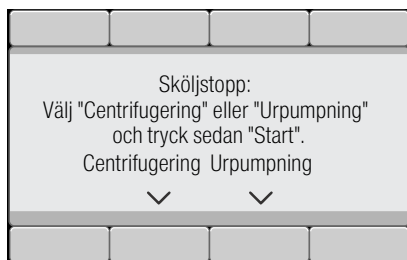 Sköljstopp:
Välj "Centrifugering" eller "Urpumpning"
och tryck sedan "Start".
Centrifugering Urpumpning